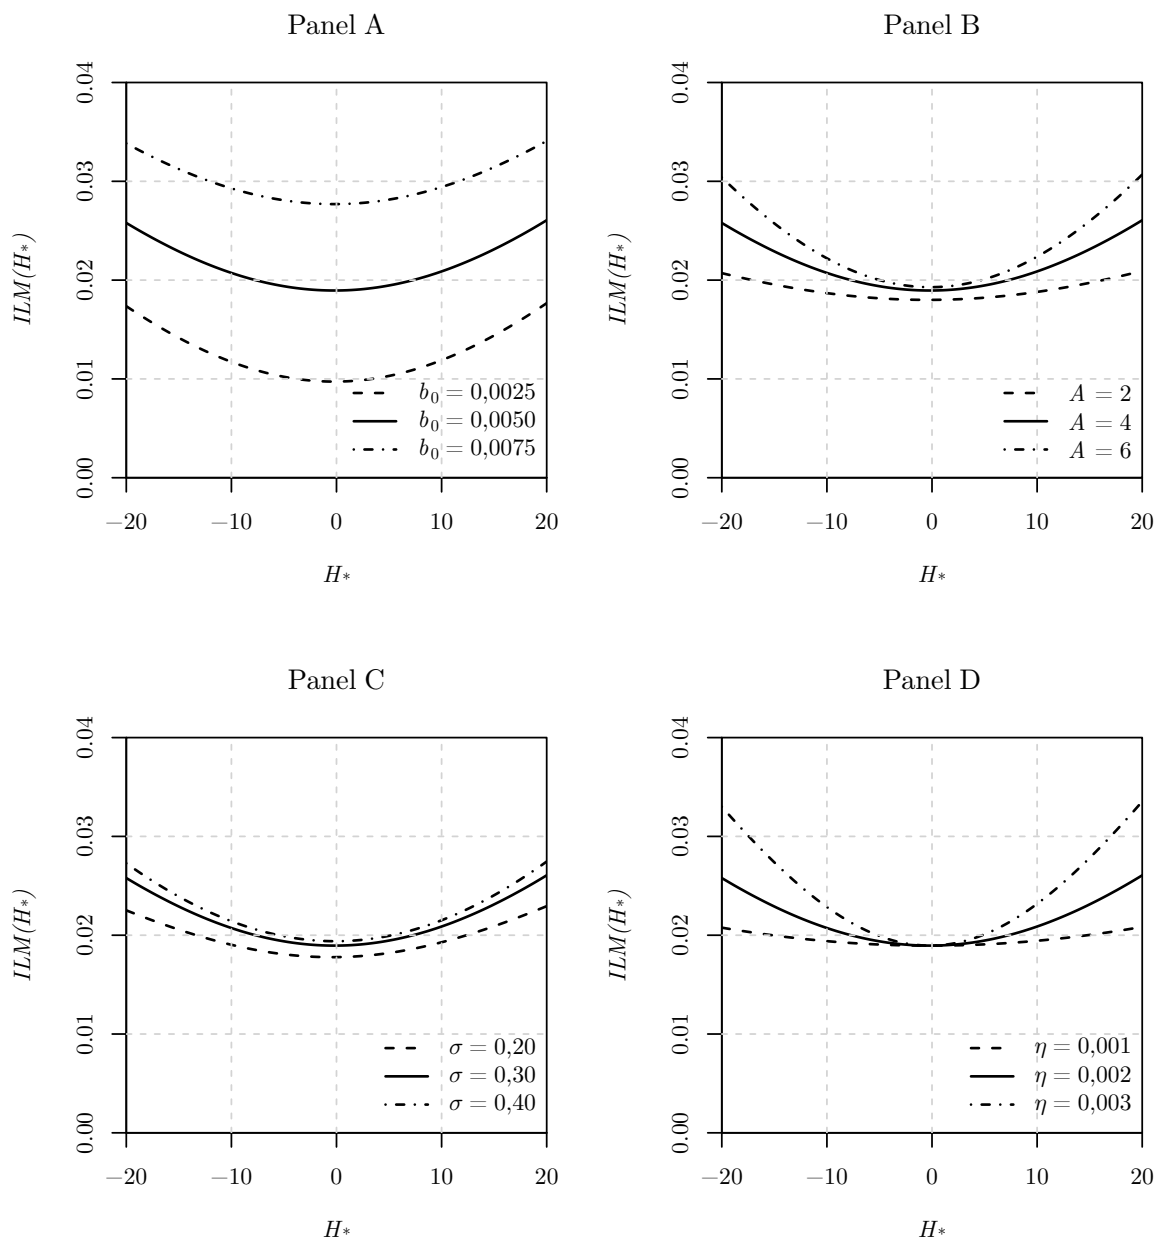 Panel A
ILM(H*)
0.04
0.03
0.02
0.01
0.00
b0 = 0,0025
b0 = 0,0050
b0 = 0,0075
−20 −10 0 10 20
H*
Panel B
ILM(H*)
0.04
0.03
0.02
0.01
0.00
A = 2
A = 4
A = 6
−20 −10 0 10 20
H*
Panel C
ILM(H*)
0.04
0.03
0.02
0.01
0.00
σ = 0,20
σ = 0,30
σ = 0,40
−20 −10 0 10 20
H*
Panel D
ILM(H*)
0.04
0.03
0.02
0.01
0.00
η = 0,001
η = 0,002
η = 0,003
−20 −10 0 10 20
H*